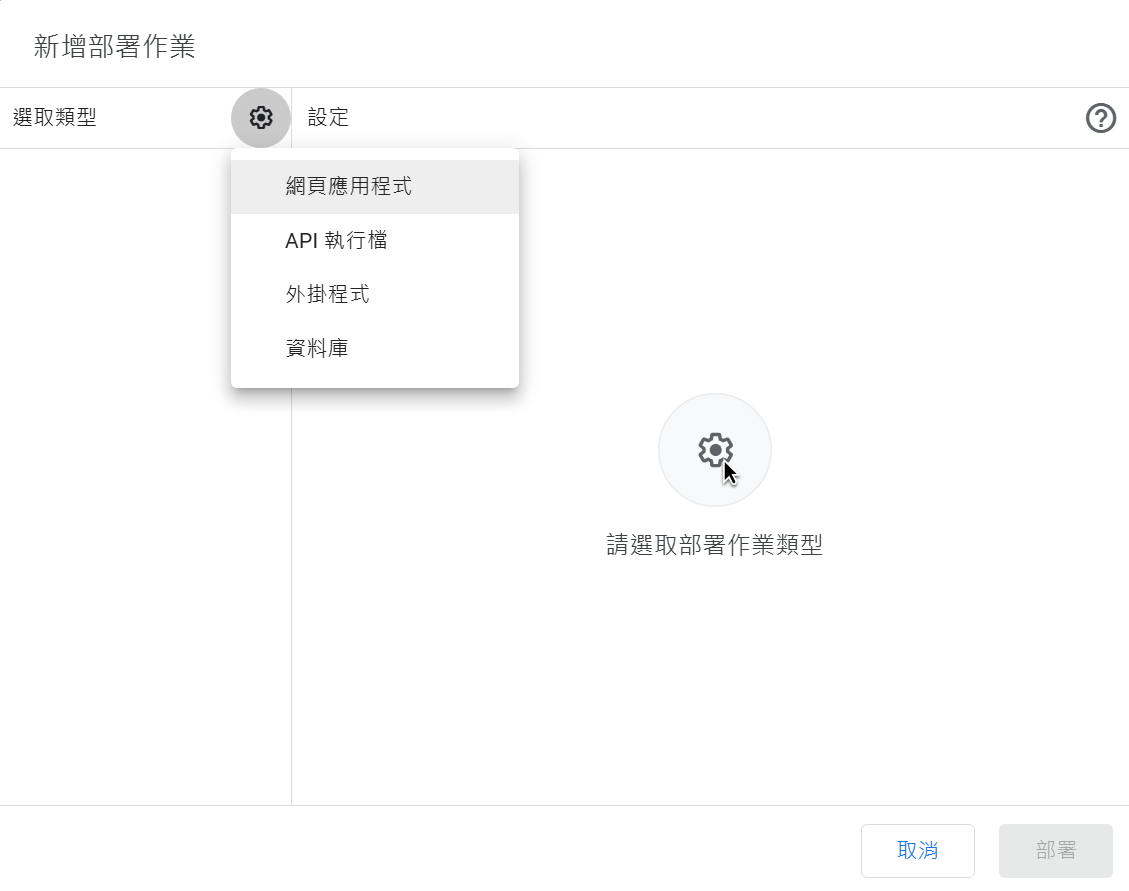 新增部署作業
選取類型
設定
網頁應用程式
API 執行檔
外掛程式
資料庫
請選取部署作業類型
取消
部署